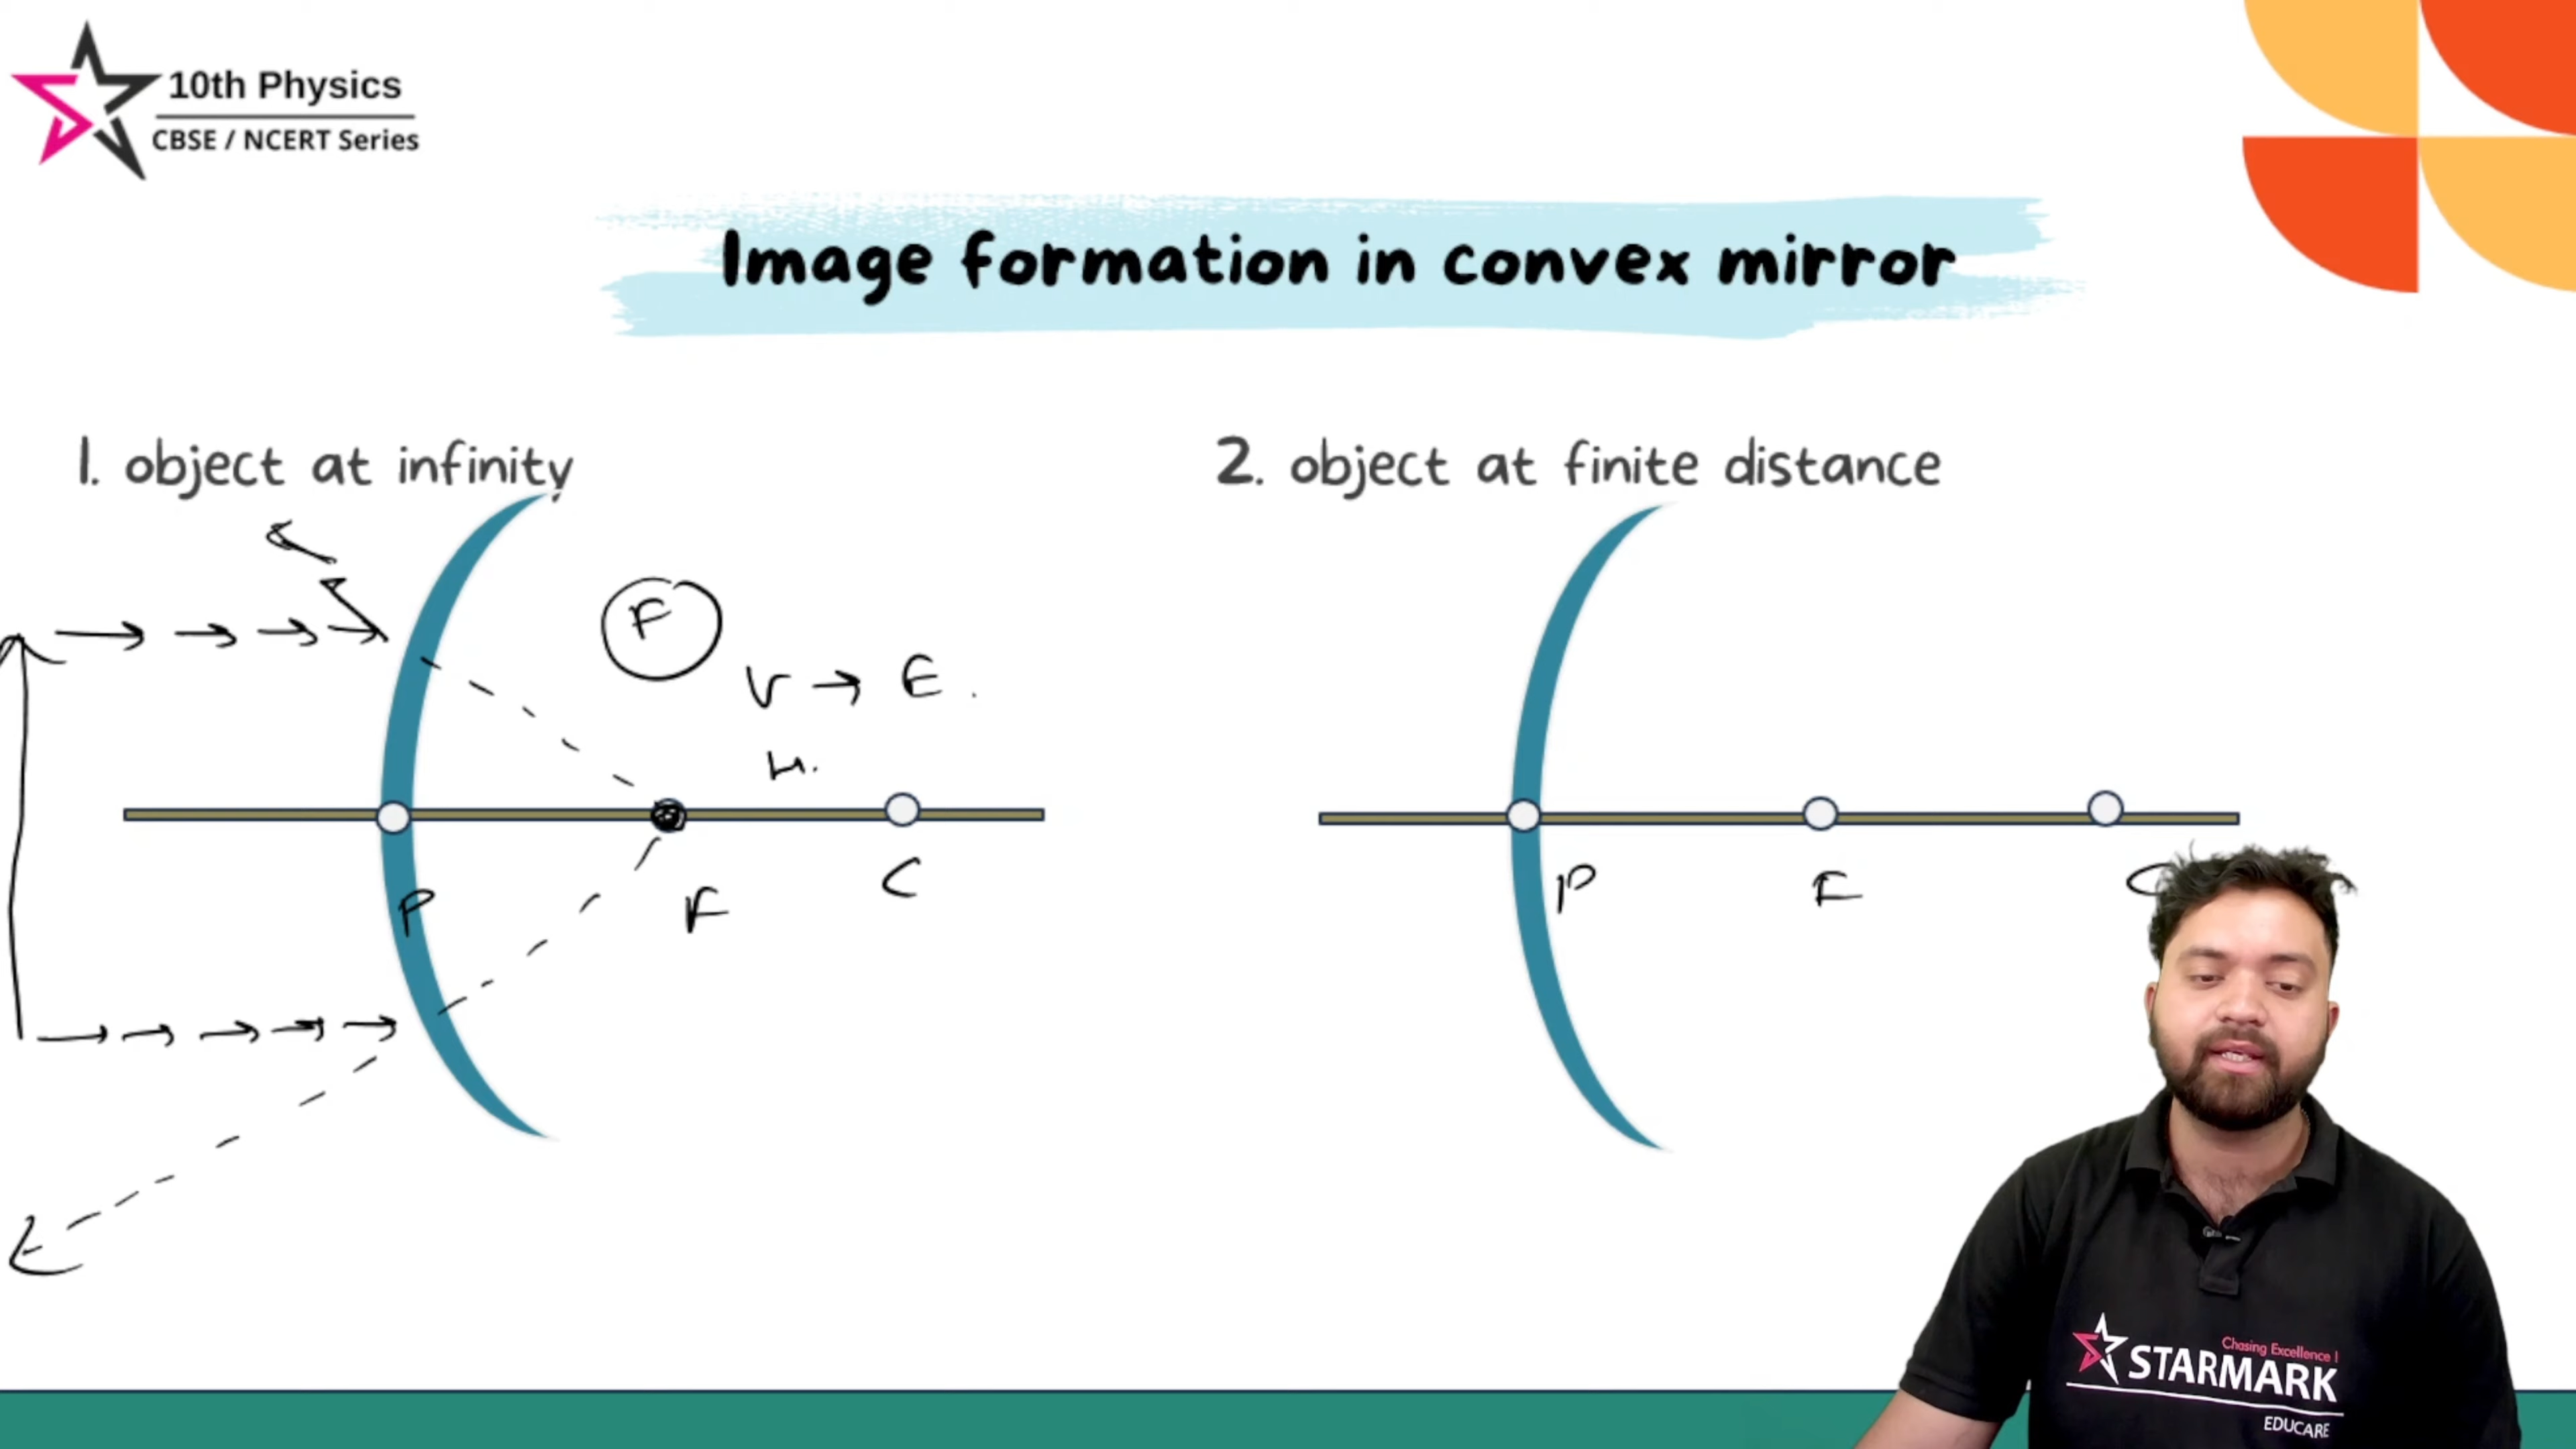 10th Physics
CBSE / NCERT Series
Image formation in convex mirror
1. object at infinity
2. object at finite distance
F
V → E.
P
F
C
P
F
C
Chasing Excellence !
STARMARK
EDUCARE